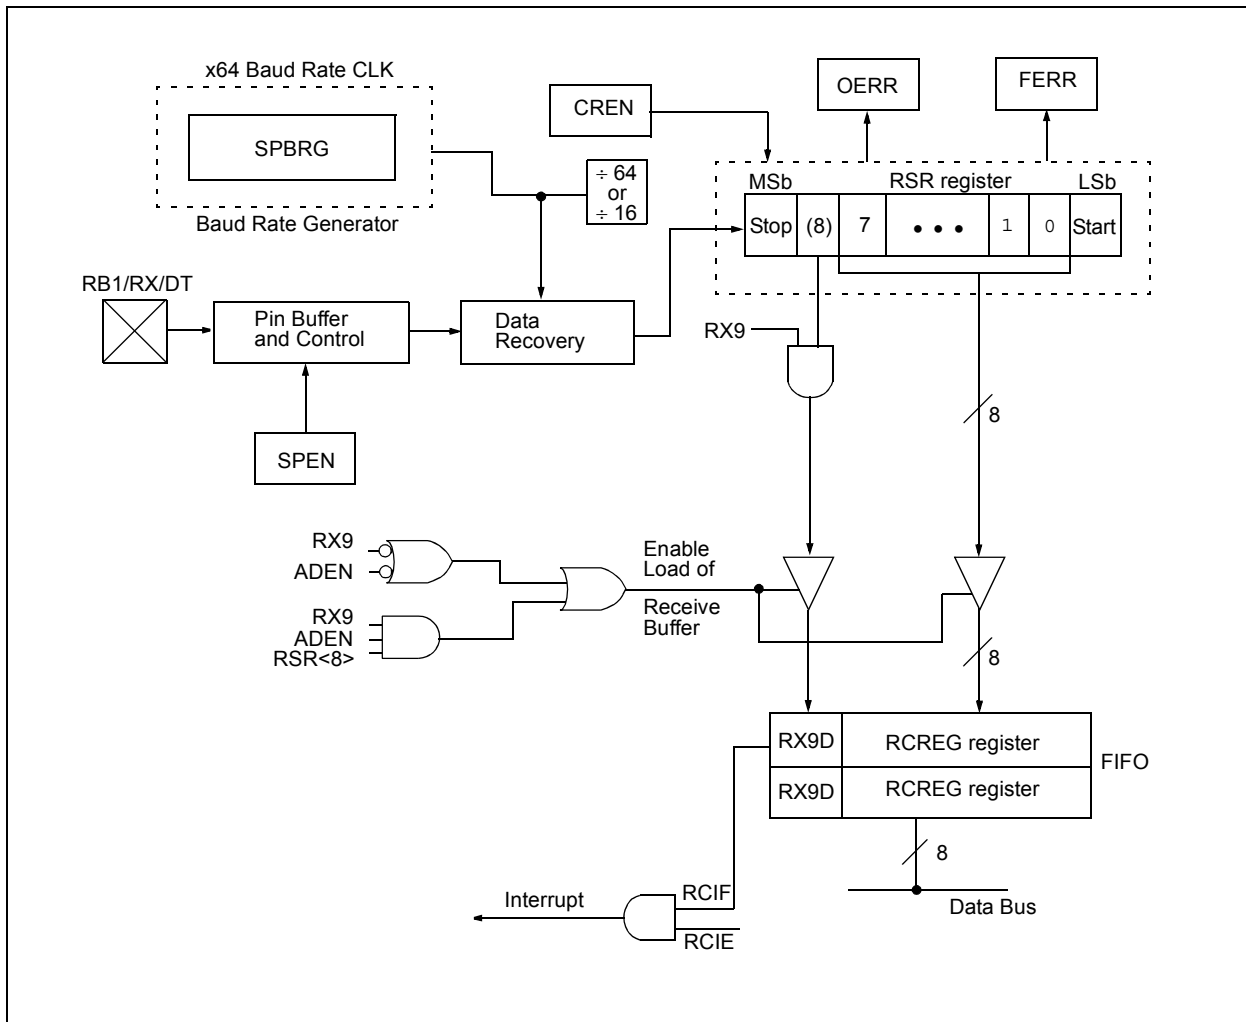 x64 Baud Rate CLK
SPBRG
Baud Rate Generator
CREN
OERR
FERR
÷ 64
or
÷ 16
MSb RSR register LSb
Stop (8) 7 • • • 1 0 Start
RB1/RX/DT
Pin Buffer
and Control
Data
Recovery
RX9
8
SPEN
RX9
ADEN
Enable
Load of
Receive
Buffer
RX9
ADEN
RSR<8>
8
RX9D RCREG register
RX9D RCREG register
FIFO
8
Data Bus
Interrupt
RCIF
RCIE